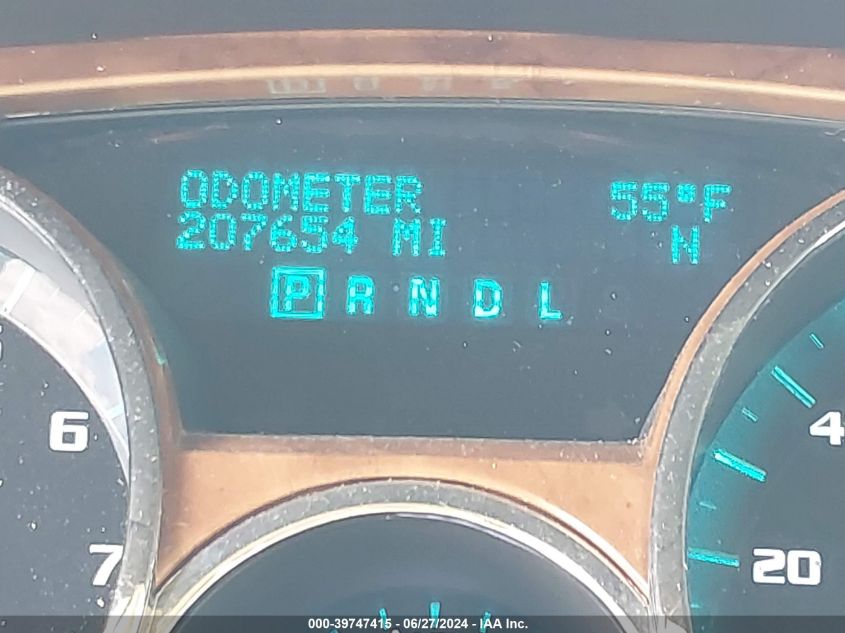 ODOMETER 55°F
207654 MI N
P R N D L
6
7
4
20
000-39747415 - 06/27/2024 - IAA Inc.